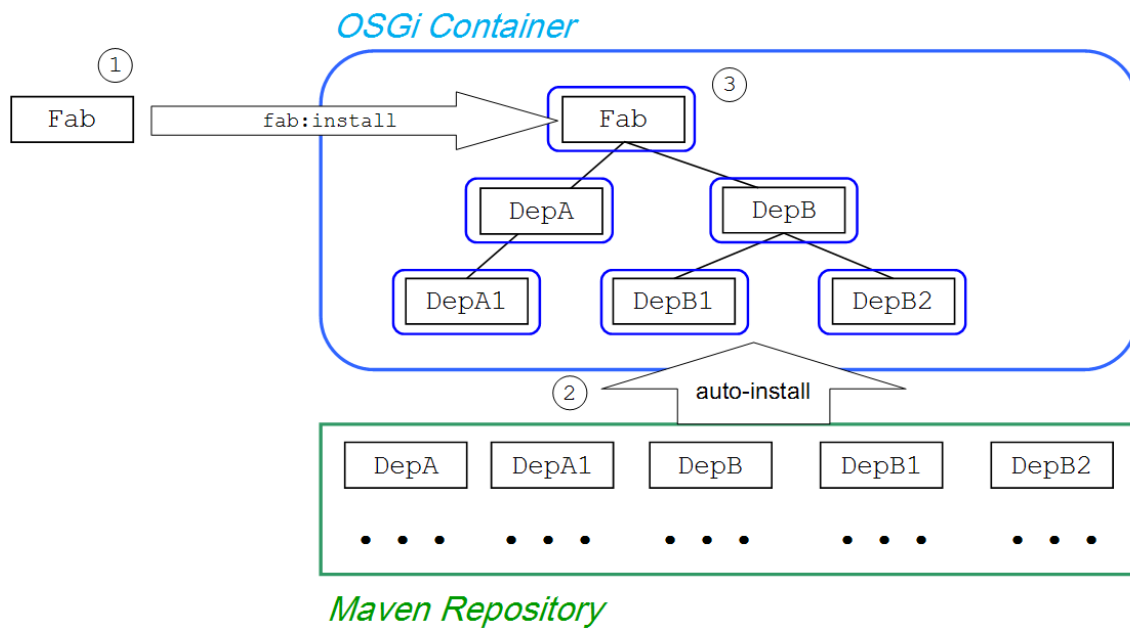 OSGi Container
1
3
Fab
fab:install
Fab
DepA
DepB
DepA1
DepB1
DepB2
2
auto-install
DepA
DepA1
DepB
DepB1
DepB2
• • •
• • •
• • •
• • •
• • •
Maven Repository